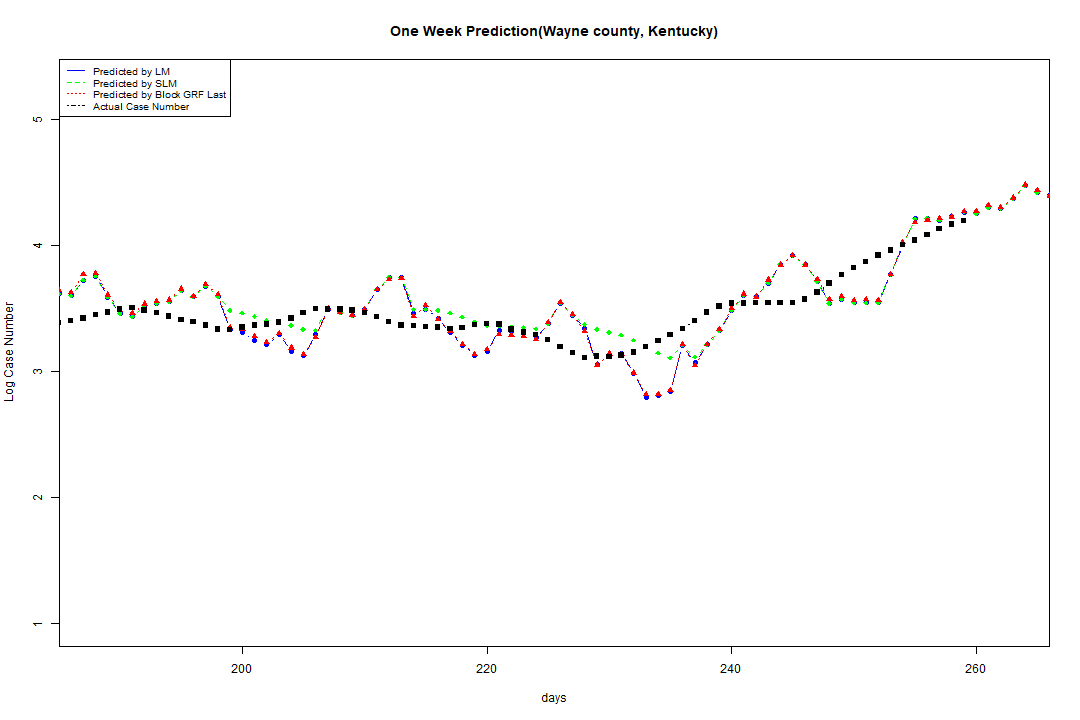 One Week Prediction(Wayne county, Kentucky)
Predicted by LM
Predicted by SLM
Predicted by Block GRF Last
Actual Case Number
Log Case Number
5
4
3
2
1
200
220
240
260
days